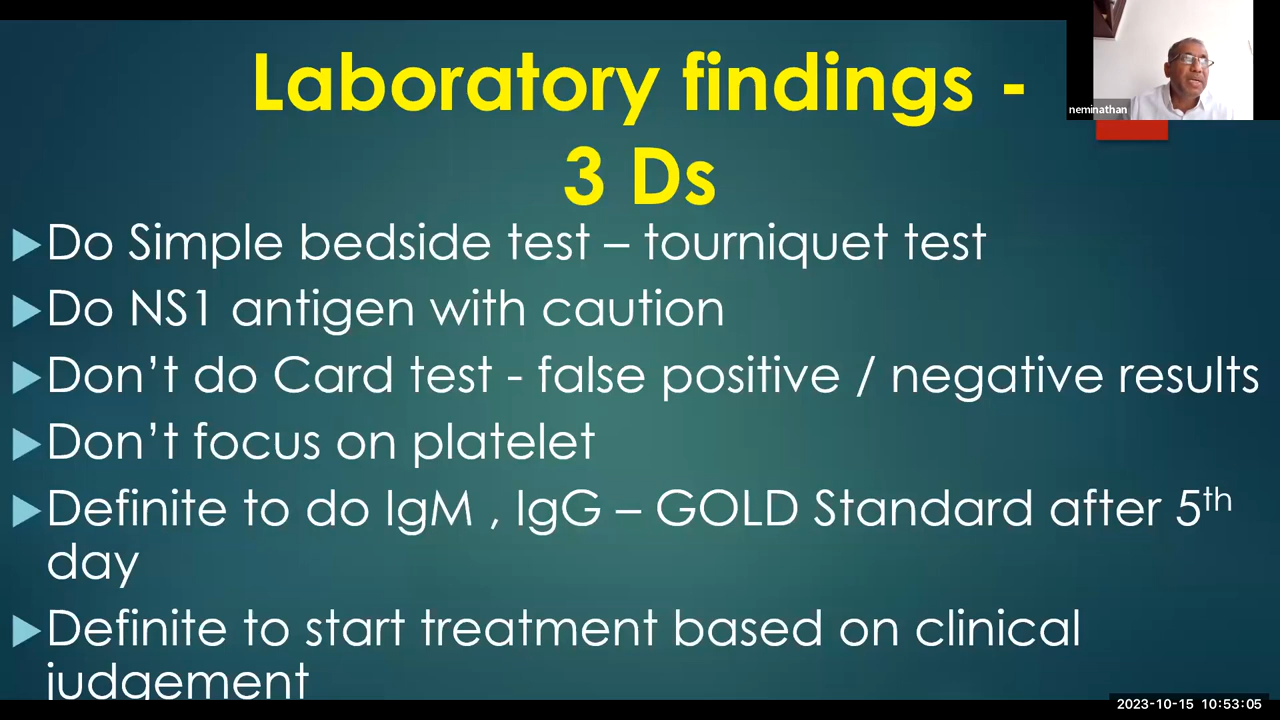 Laboratory findings -
3 Ds
neminathan
Do Simple bedside test – tourniquet test
Do NS1 antigen with caution
Don’t do Card test - false positive / negative results
Don’t focus on platelet
Definite to do IgM , IgG – GOLD Standard after 5th
day
Definite to start treatment based on clinical
judgement
2023-10-15 10:53:05